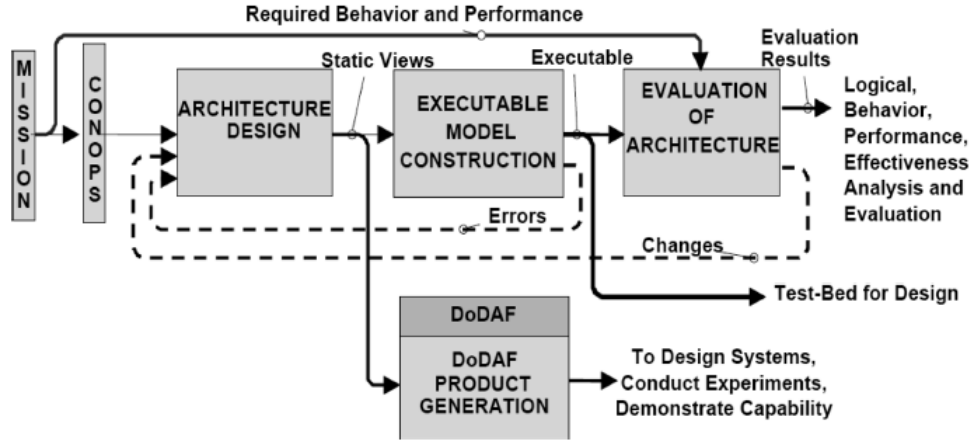 Required Behavior and Performance
MISSION
CONOPS
Static Views
Executable
Evaluation
Results
ARCHITECTURE
DESIGN
EXECUTABLE
MODEL
CONSTRUCTION
EVALUATION
OF
ARCHITECTURE
Logical,
Behavior,
Performance,
Effectiveness
Analysis and
Evaluation
Errors
Changes
Test-Bed for Design
DoDAF
DoDAF
PRODUCT
GENERATION
To Design Systems,
Conduct Experiments,
Demonstrate Capability